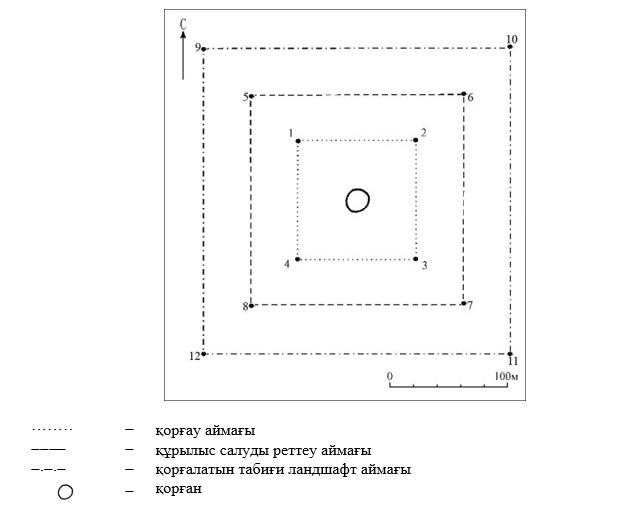 С
9 10
5 6
1 2
4 3
8 7
12 11
0 100м
........ – қорғау аймағы
–––– – құрылыс салуды реттеу аймағы
–·–·– – қорғалатын табиғи ландшафт аймағы
– қорған